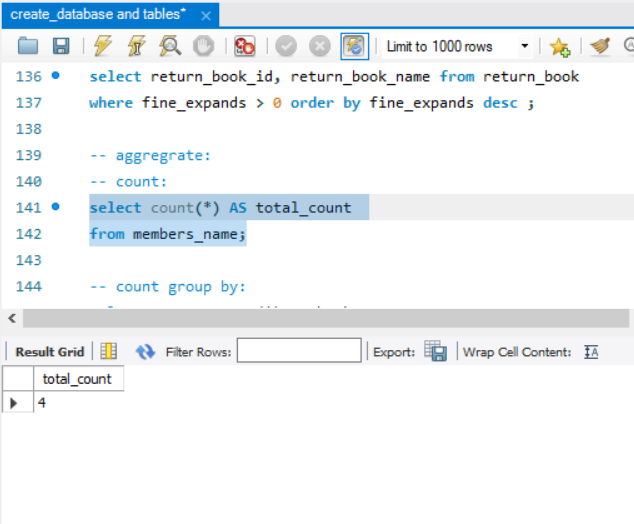 create_database and tables* ×
Limit to 1000 rows
136 select return_book_id, return_book_name from return_book
137 where fine_expands > 0 order by fine_expands desc ;
138
139 -- aggregrate:
140 -- count:
141 select count(*) AS total_count
142 from members_name;
143
144 -- count group by:
Result Grid Filter Rows: Export: Wrap Cell Content: IA
total_count
4